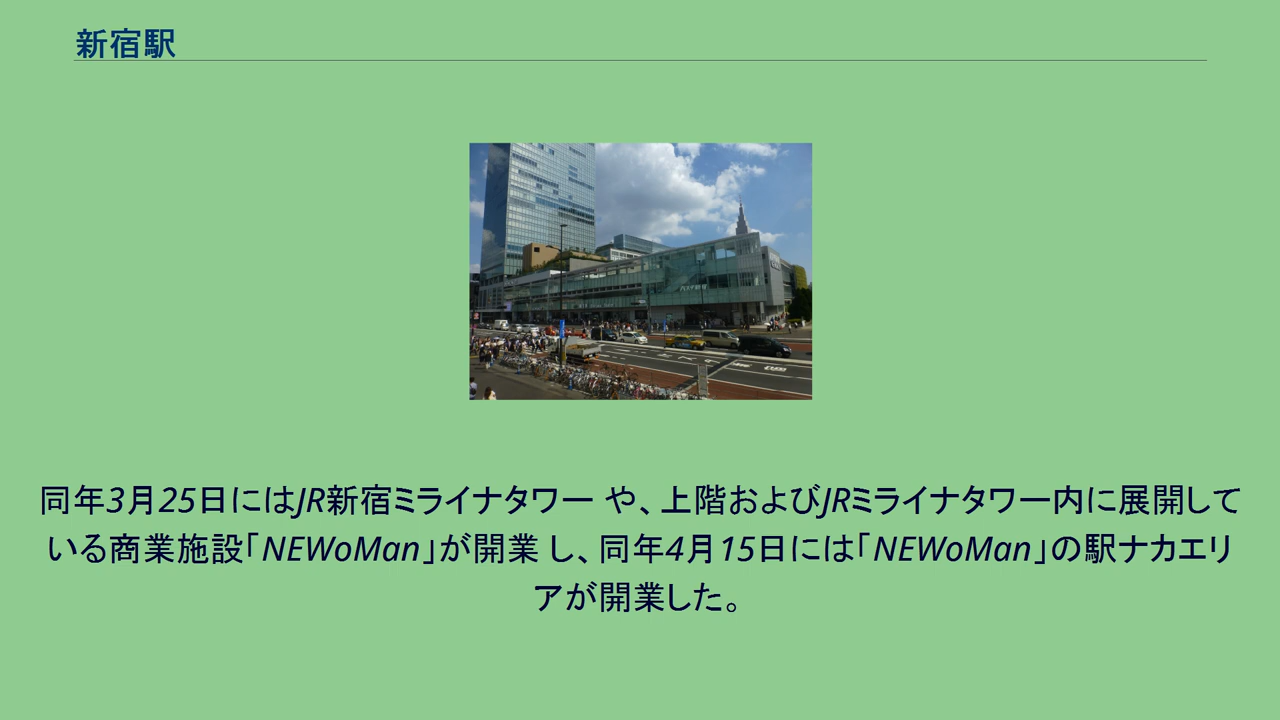 新宿駅
同年3月25日にはJR新宿ミライナタワー や、上階およびJRミライナタワー内に展開して
いる商業施設「NEWoMan」が開業 し、同年4月15日には「NEWoMan」の駅ナカエリ
アが開業した。